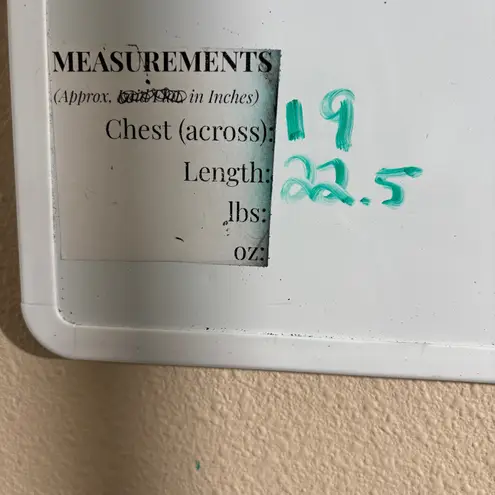 MEASUREMENTS
(Approx. in Inches)
Chest (across): 19
Length: 22.5
lbs:
oz: